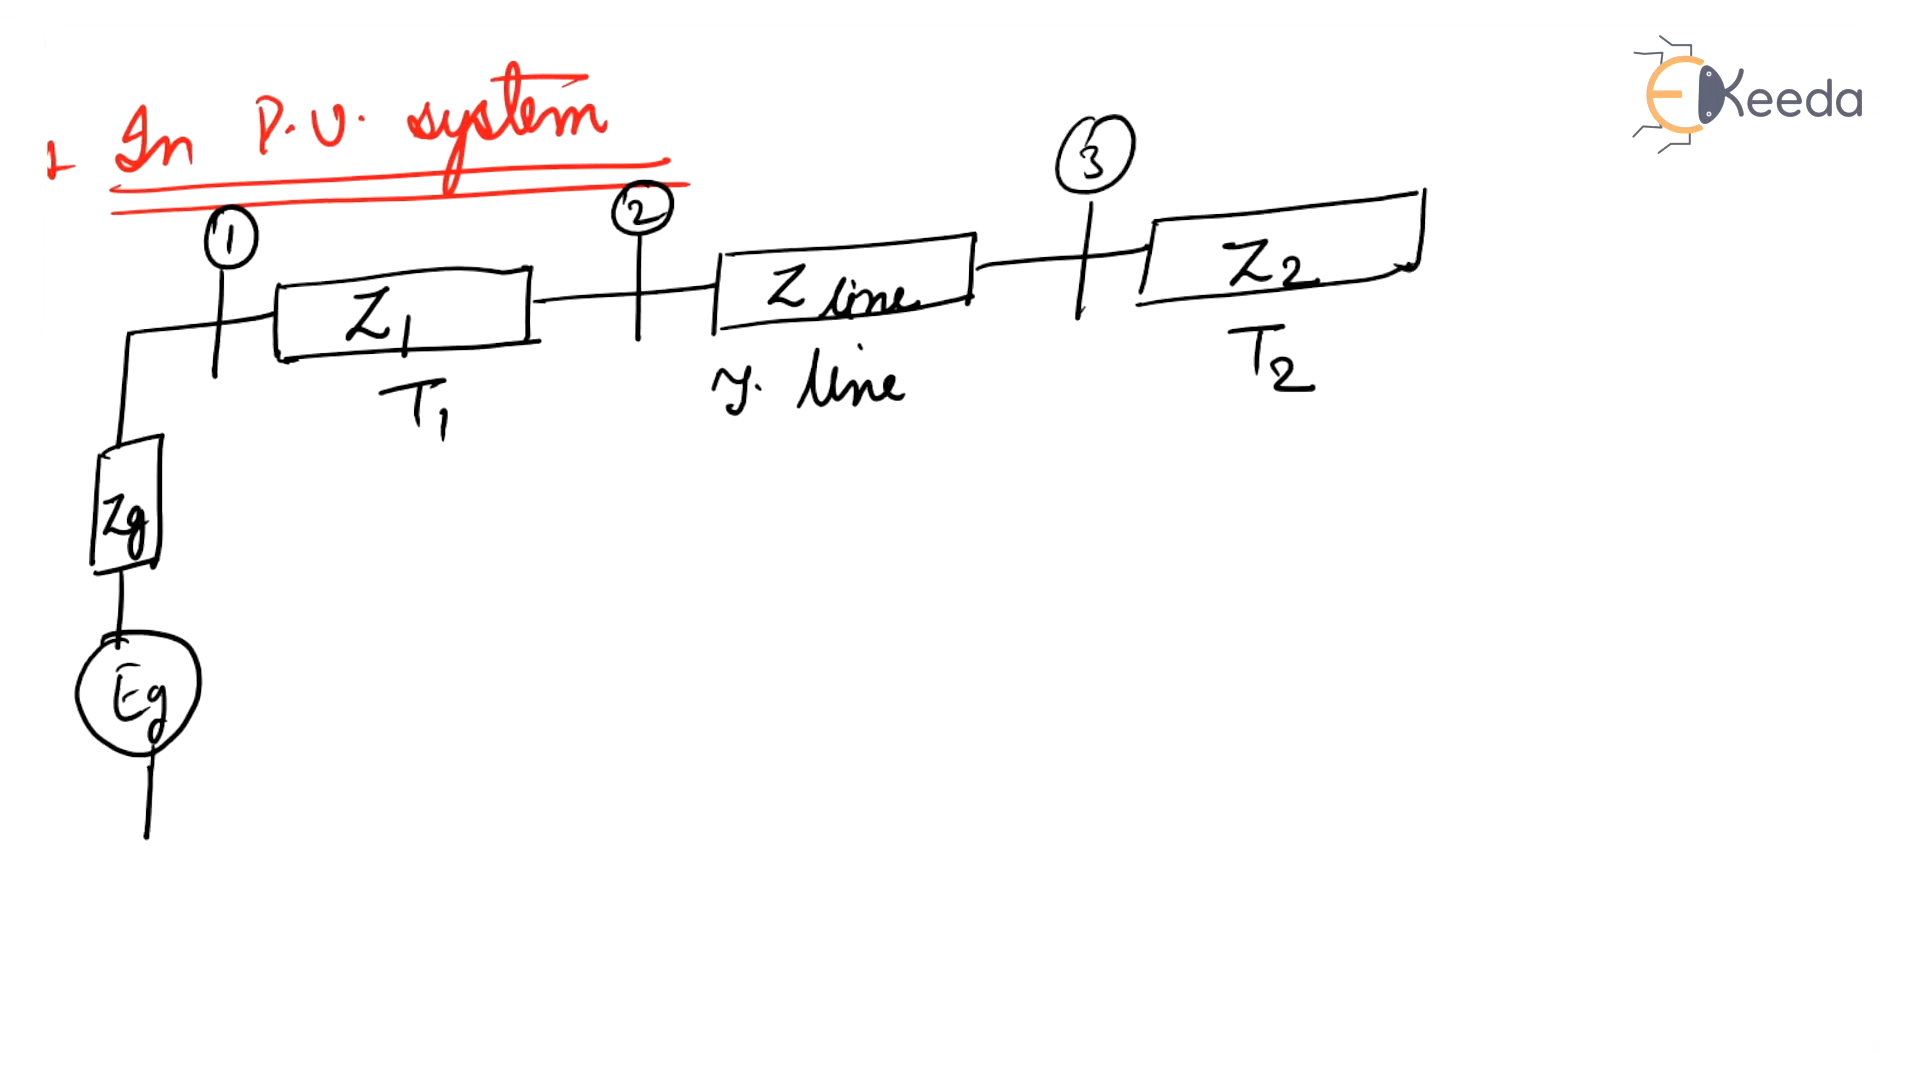 In P.U. system
EKeeda
1
2
3
Z1
Z line
Z2
T1
line
T2
Zg
Eg